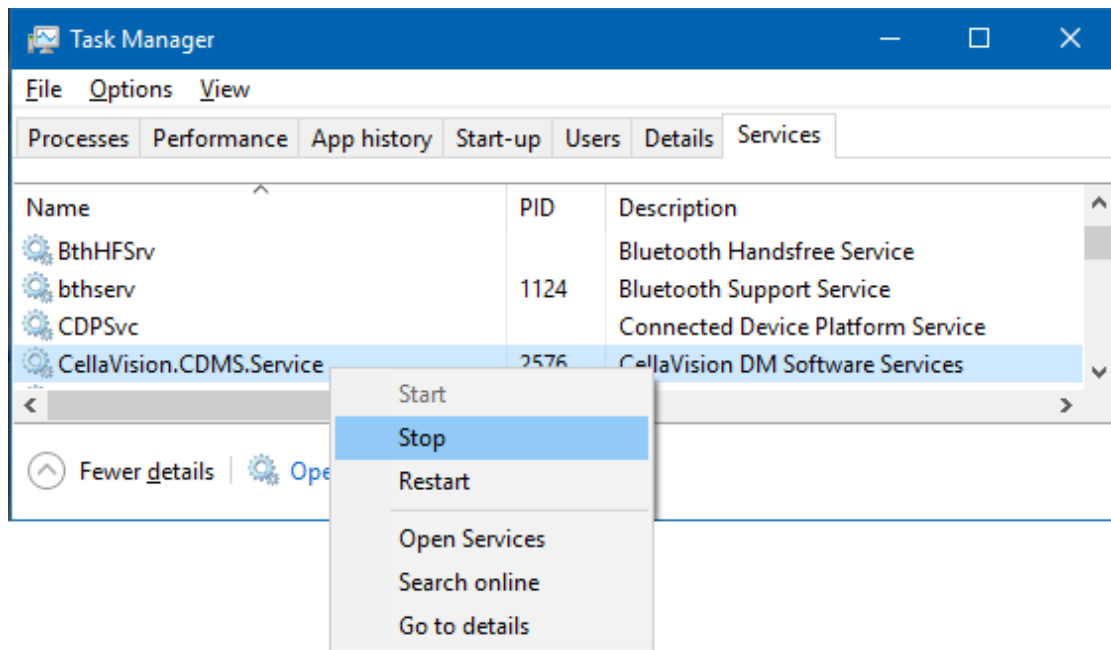 Task Manager
File Options View
Processes Performance App history Start-up Users Details Services
Name PID Description
BthHFSrv Bluetooth Handsfree Service
bthserv 1124 Bluetooth Support Service
CDPSvc Connected Device Platform Service
CellaVision.CDMS.Service 2576 CellaVision DM Software Services
Start
Stop
Fewer details Ope
Restart
Open Services
Search online
Go to details